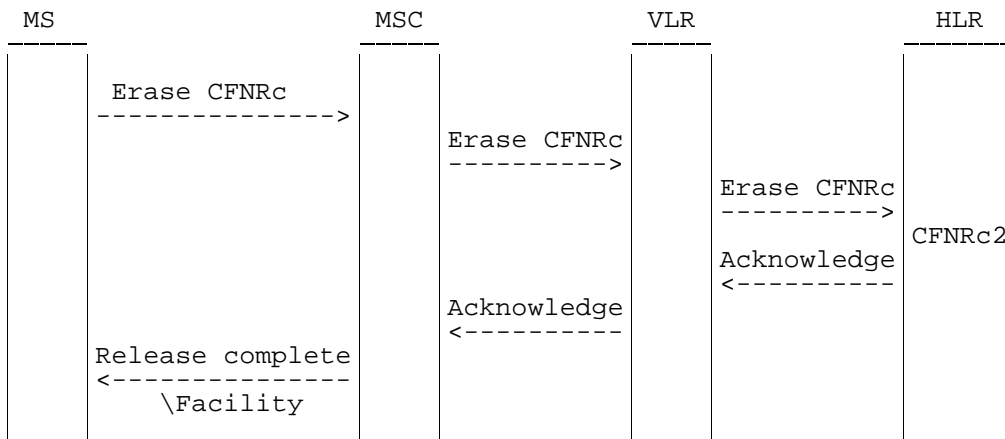 MS MSC VLR HLR
Erase CFNRc
--------------->
Erase CFNRc
---------->
Erase CFNRc
---------->
CFNRc2
Acknowledge
<----------
Acknowledge
<----------
Release complete
<---------------
\Facility